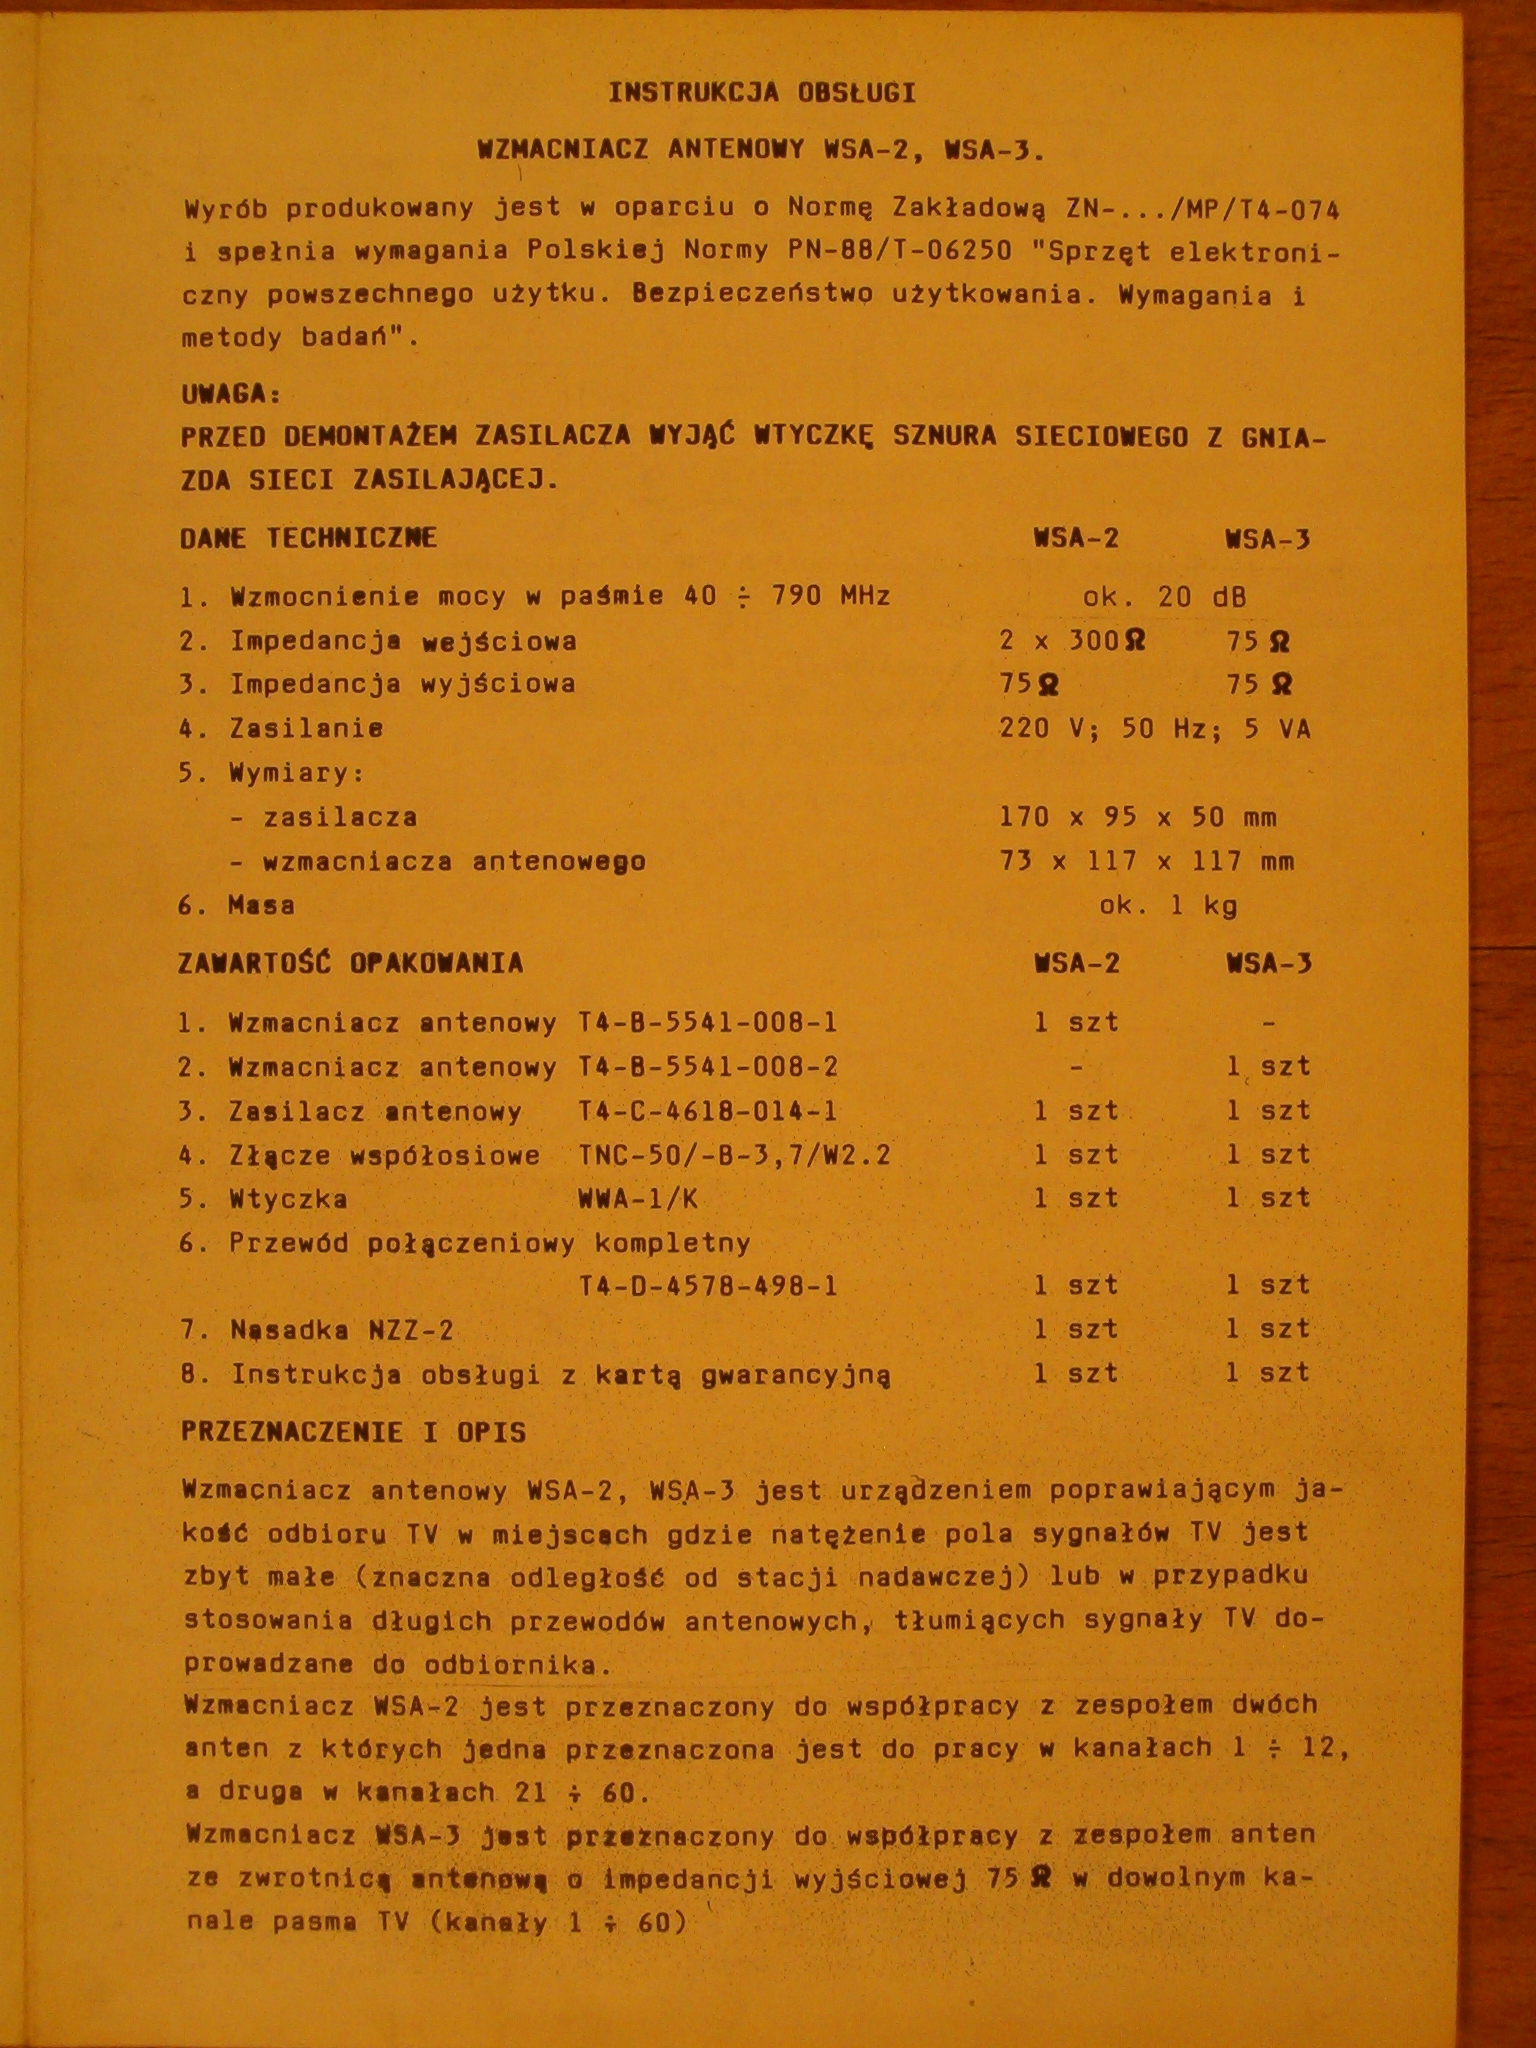 INSTRUKCJA OBSŁUGI
WZMACNIACZ ANTENOWY WSA-2, WSA-3.
Wyrób produkowany jest w oparciu o Normę Zakładową ZN-.../MP/T4-074
i spełnia wymagania Polskiej Normy PN-88/T-06250 "Sprzęt elektroni-
czny powszechnego użytku. Bezpieczeństwo użytkowania. Wymagania i
metody badań".
UWAGA:
PRZED DEMONTAŻEM ZASILACZA WYJĄĆ WTYCZKĘ SZNURA SIECIOWEGO Z GNIA-
ZDA SIECI ZASILAJĄCEJ.
DANE TECHNICZNE WSA-2 WSA-3
1. Wzmocnienie mocy w paśmie 40 ÷ 790 MHz ok. 20 dB
2. Impedancja wejściowa 2 x 300Ω 75 Ω
3. Impedancja wyjściowa 75Ω 75 Ω
4. Zasilanie 220 V; 50 Hz; 5 VA
5. Wymiary:
- zasilacza 170 x 95 x 50 mm
- wzmacniacza antenowego 73 x 117 x 117 mm
6. Masa ok. 1 kg
ZAWARTOŚĆ OPAKOWANIA WSA-2 WSA-3
1. Wzmacniacz antenowy T4-B-5541-008-1 1 szt -
2. Wzmacniacz antenowy T4-B-5541-008-2 - 1 szt
3. Zasilacz antenowy T4-C-4618-014-1 1 szt 1 szt
4. Złącze współosiowe TNC-50/-B-3,7/W2.2 1 szt 1 szt
5. Wtyczka WWA-1/K 1 szt 1 szt
6. Przewód połączeniowy kompletny
T4-D-4578-498-1 1 szt 1 szt
7. Nasadka NZZ-2 1 szt 1 szt
8. Instrukcja obsługi z kartą gwarancyjną 1 szt 1 szt
PRZEZNACZENIE I OPIS
Wzmacniacz antenowy WSA-2, WSA-3 jest urządzeniem poprawiającym ja-
kość odbioru TV w miejscach gdzie natężenie pola sygnałów TV jest
zbyt małe (znaczna odległość od stacji nadawczej) lub w przypadku
stosowania długich przewodów antenowych, tłumiących sygnały TV do-
prowadzane do odbiornika.
Wzmacniacz WSA-2 jest przeznaczony do współpracy z zespołem dwóch
anten z których jedna przeznaczona jest do pracy w kanałach 1 ÷ 12,
a druga w kanałach 21 ÷ 60.
Wzmacniacz WSA-3 jest przeznaczony do współpracy z zespołem anten
ze zwrotnicą antenową o impedancji wyjściowej 75 Ω w dowolnym ka-
nale pasma TV (kanały 1 ÷ 60)